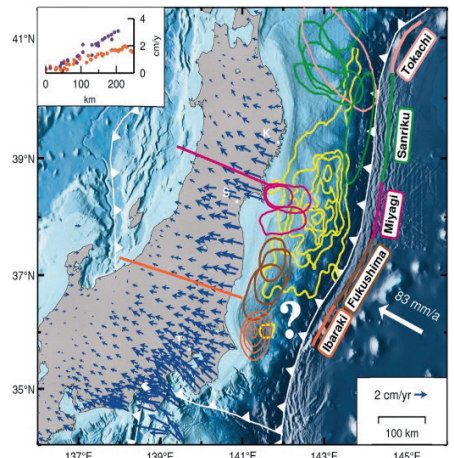 4
2
0
cm/y
0
100
200
km
41°N
39°N
37°N
35°N
137°E
139°E
141°E
143°E
145°E
K
S
T
Tokachi
Sanriku
Miyagi
Fukushima
Ibaraki
?
83 mm/a
2 cm/yr
100 km